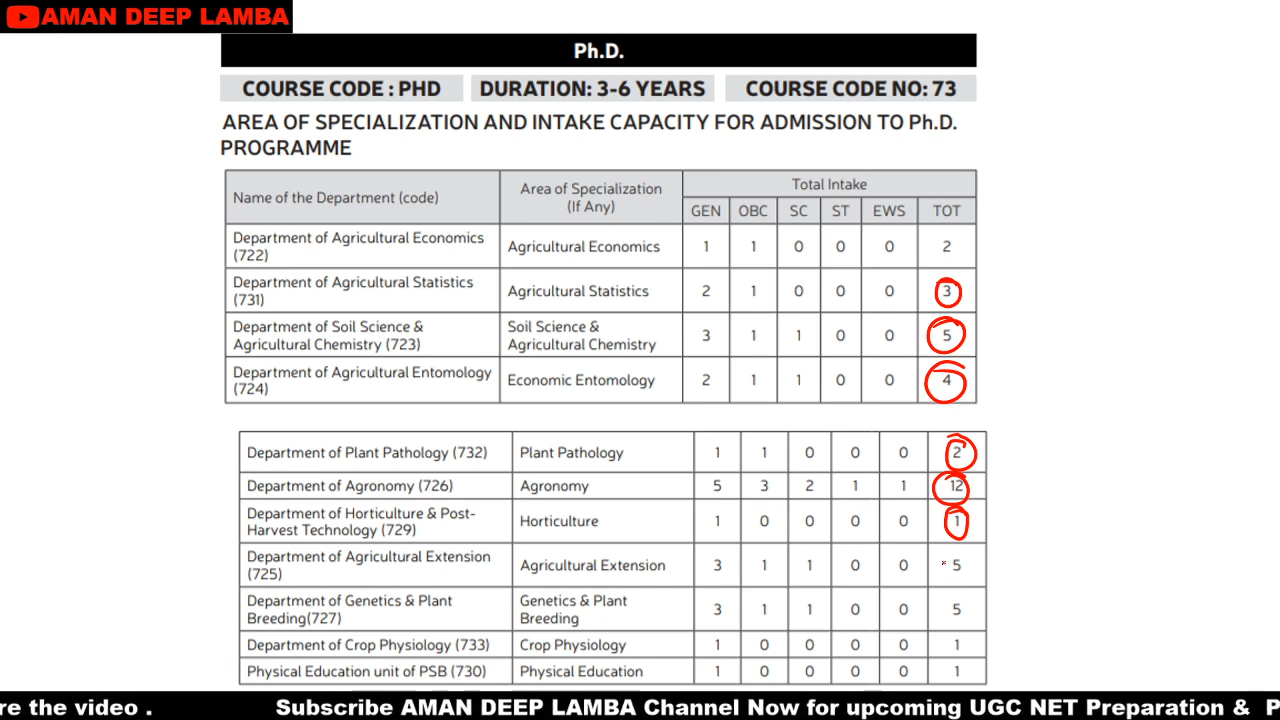 AMAN DEEP LAMBA
Ph.D.
COURSE CODE : PHD DURATION: 3-6 YEARS COURSE CODE NO: 73
AREA OF SPECIALIZATION AND INTAKE CAPACITY FOR ADMISSION TO Ph.D.
PROGRAMME
Name of the Department (code) Area of Specialization (If Any) Total Intake
GEN OBC SC ST EWS TOT
Department of Agricultural Economics (722) Agricultural Economics 1 1 0 0 0 2
Department of Agricultural Statistics (731) Agricultural Statistics 2 1 0 0 0 3
Department of Soil Science & Agricultural Chemistry (723) Soil Science & Agricultural Chemistry 3 1 1 0 0 5
Department of Agricultural Entomology (724) Economic Entomology 2 1 1 0 0 4
Department of Plant Pathology (732) Plant Pathology 1 1 0 0 0 2
Department of Agronomy (726) Agronomy 5 3 2 1 1 12
Department of Horticulture & Post-Harvest Technology (729) Horticulture 1 0 0 0 0 1
Department of Agricultural Extension (725) Agricultural Extension 3 1 1 0 0 5
Department of Genetics & Plant Breeding(727) Genetics & Plant Breeding 3 1 1 0 0 5
Department of Crop Physiology (733) Crop Physiology 1 0 0 0 0 1
Physical Education unit of PSB (730) Physical Education 1 0 0 0 0 1
re the video . Subscribe AMAN DEEP LAMBA Channel Now for upcoming UGC NET Preparation & P